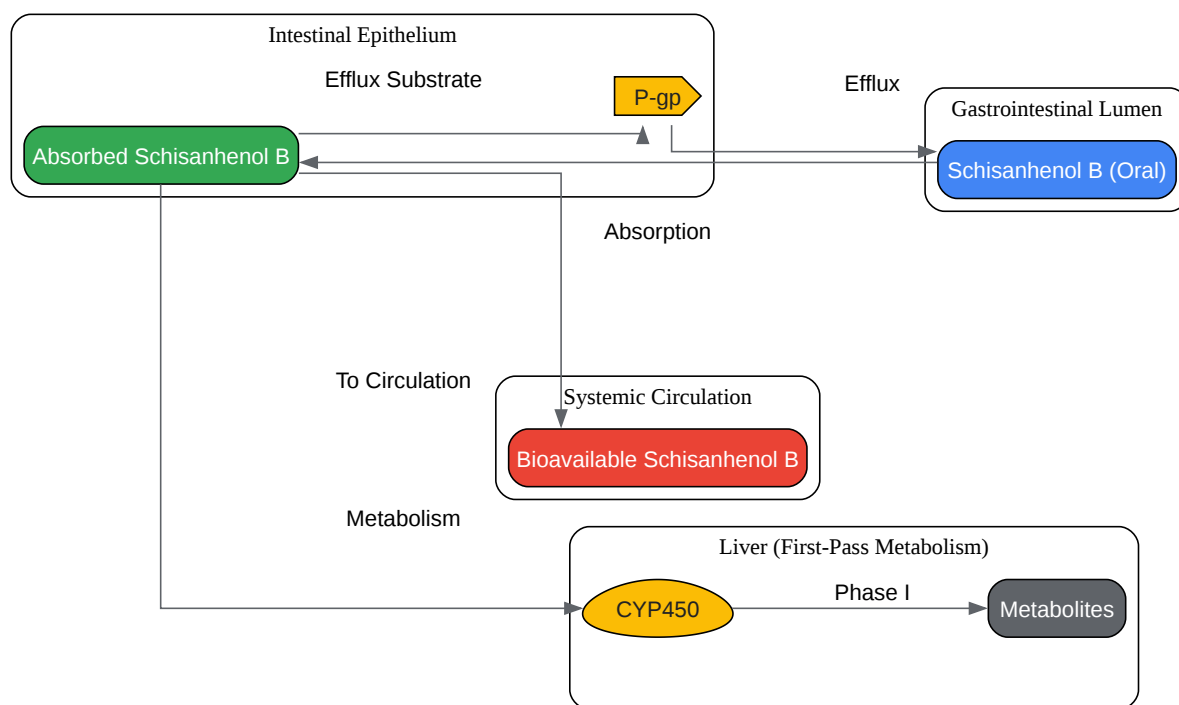 Intestinal Epithelium
Efflux Substrate
P-gp
Efflux
Gastrointestinal Lumen
Absorbed Schisanhenol B
Schisanhenol B (Oral)
Absorption
To Circulation
Systemic Circulation
Bioavailable Schisanhenol B
Metabolism
Liver (First-Pass Metabolism)
CYP450
Phase I
Metabolites